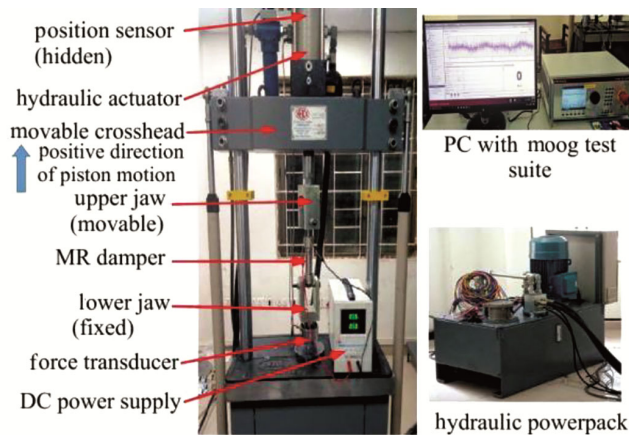 position sensor
(hidden)
hydraulic actuator
movable crosshead
positive direction
of piston motion
upper jaw
(movable)
MR damper
lower jaw
(fixed)
force transducer
DC power supply
PC with moog test
suite
hydraulic powerpack